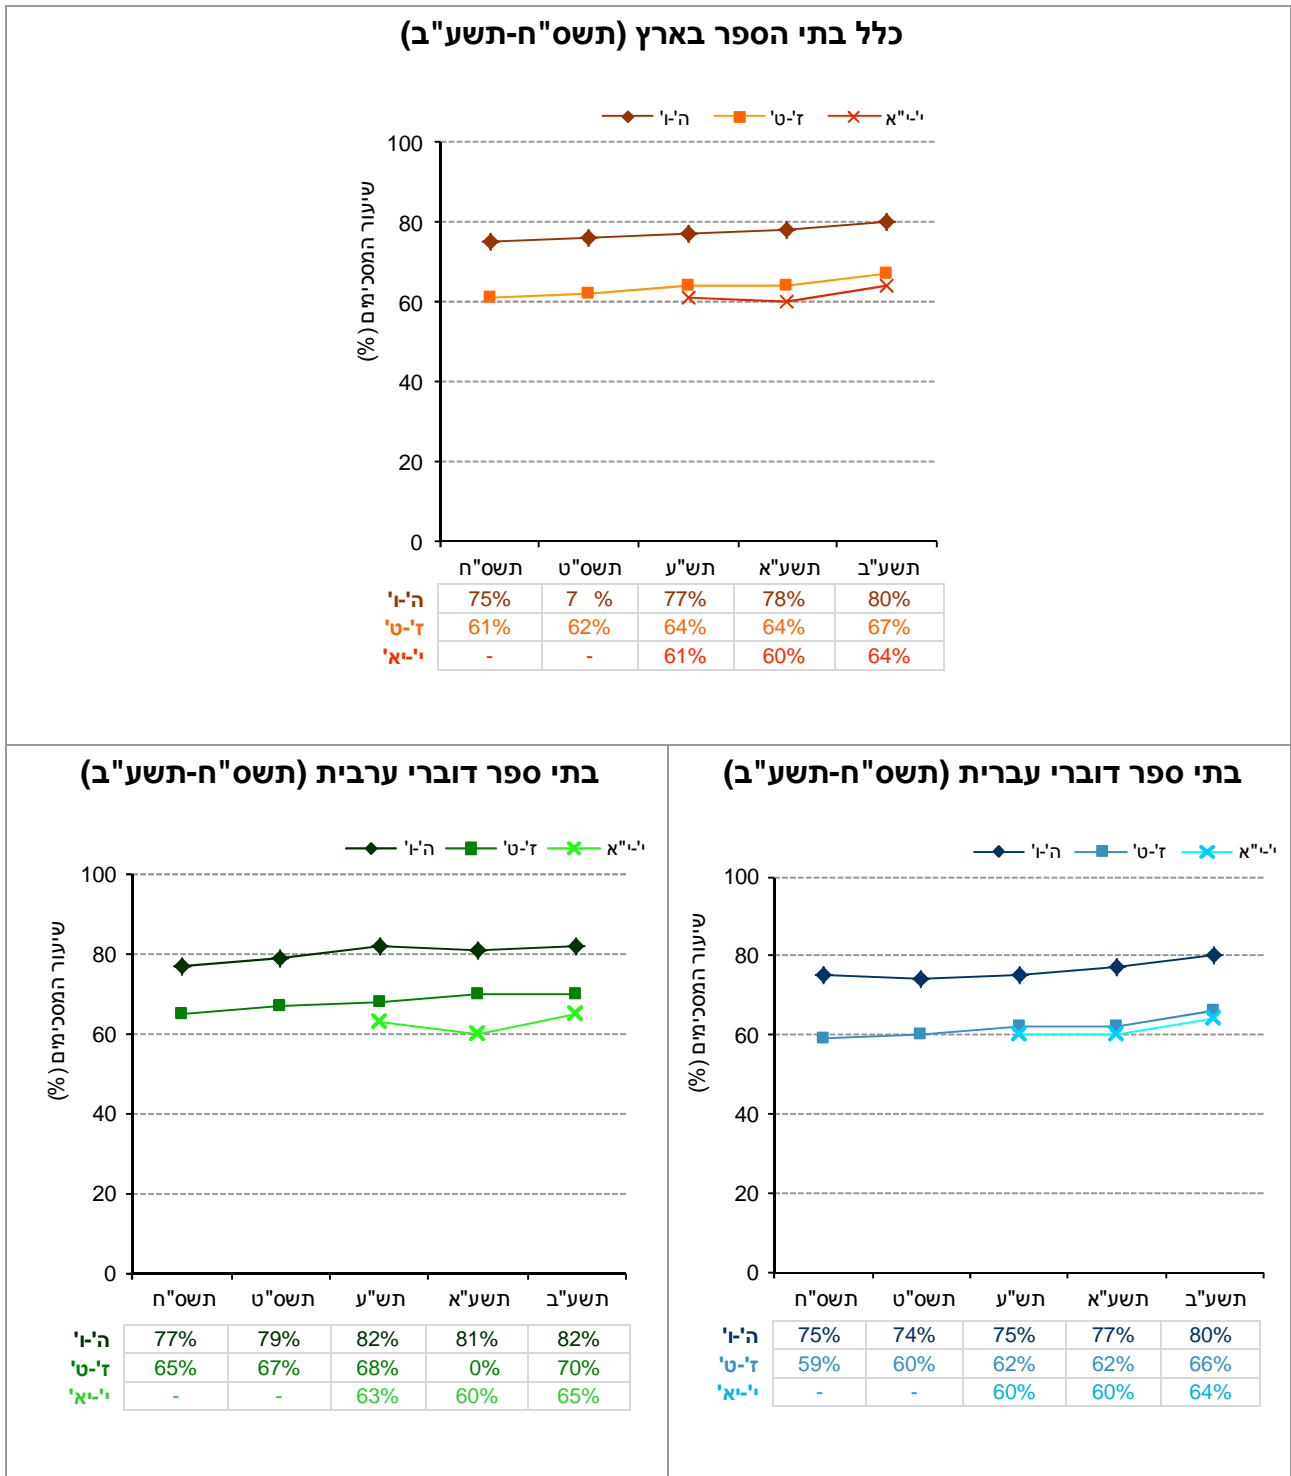 כלל בתי הספר בארץ (תשס"ח-תשע"ב)
ה'-ו' ז'-ט' י'-י"א
שיעור המסכימים (%)
100
80
60
40
20
0
תשס"ח תשס"ט תש"ע תשע"א תשע"ב
ה'-ו' 75% 7 % 77% 78% 80%
ז'-ט' 61% 62% 64% 64% 67%
י'-יא' - - 61% 60% 64%
בתי ספר דוברי עברית (תשס"ח-תשע"ב)
ה'-ו' ז'-ט' י'-י"א
שיעור המסכימים (%)
100
80
60
40
20
0
תשס"ח תשס"ט תש"ע תשע"א תשע"ב
ה'-ו' 75% 74% 75% 77% 80%
ז'-ט' 59% 60% 62% 62% 66%
י'-יא' - - 60% 60% 64%
בתי ספר דוברי ערבית (תשס"ח-תשע"ב)
ה'-ו' ז'-ט' י'-י"א
שיעור המסכימים (%)
100
80
60
40
20
0
תשס"ח תשס"ט תש"ע תשע"א תשע"ב
ה'-ו' 77% 79% 82% 81% 82%
ז'-ט' 65% 67% 68% 0% 70%
י'-יא' - - 63% 60% 65%